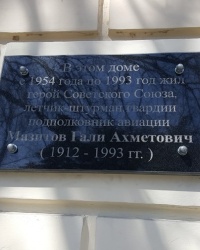 В этом доме
с 1954 года по 1993 год жил
герой Советского Союза,
летчик-штурман гвардии
подполковник авиации
Мазитов Гали Ахметович
( 1912 - 1993 гг. )